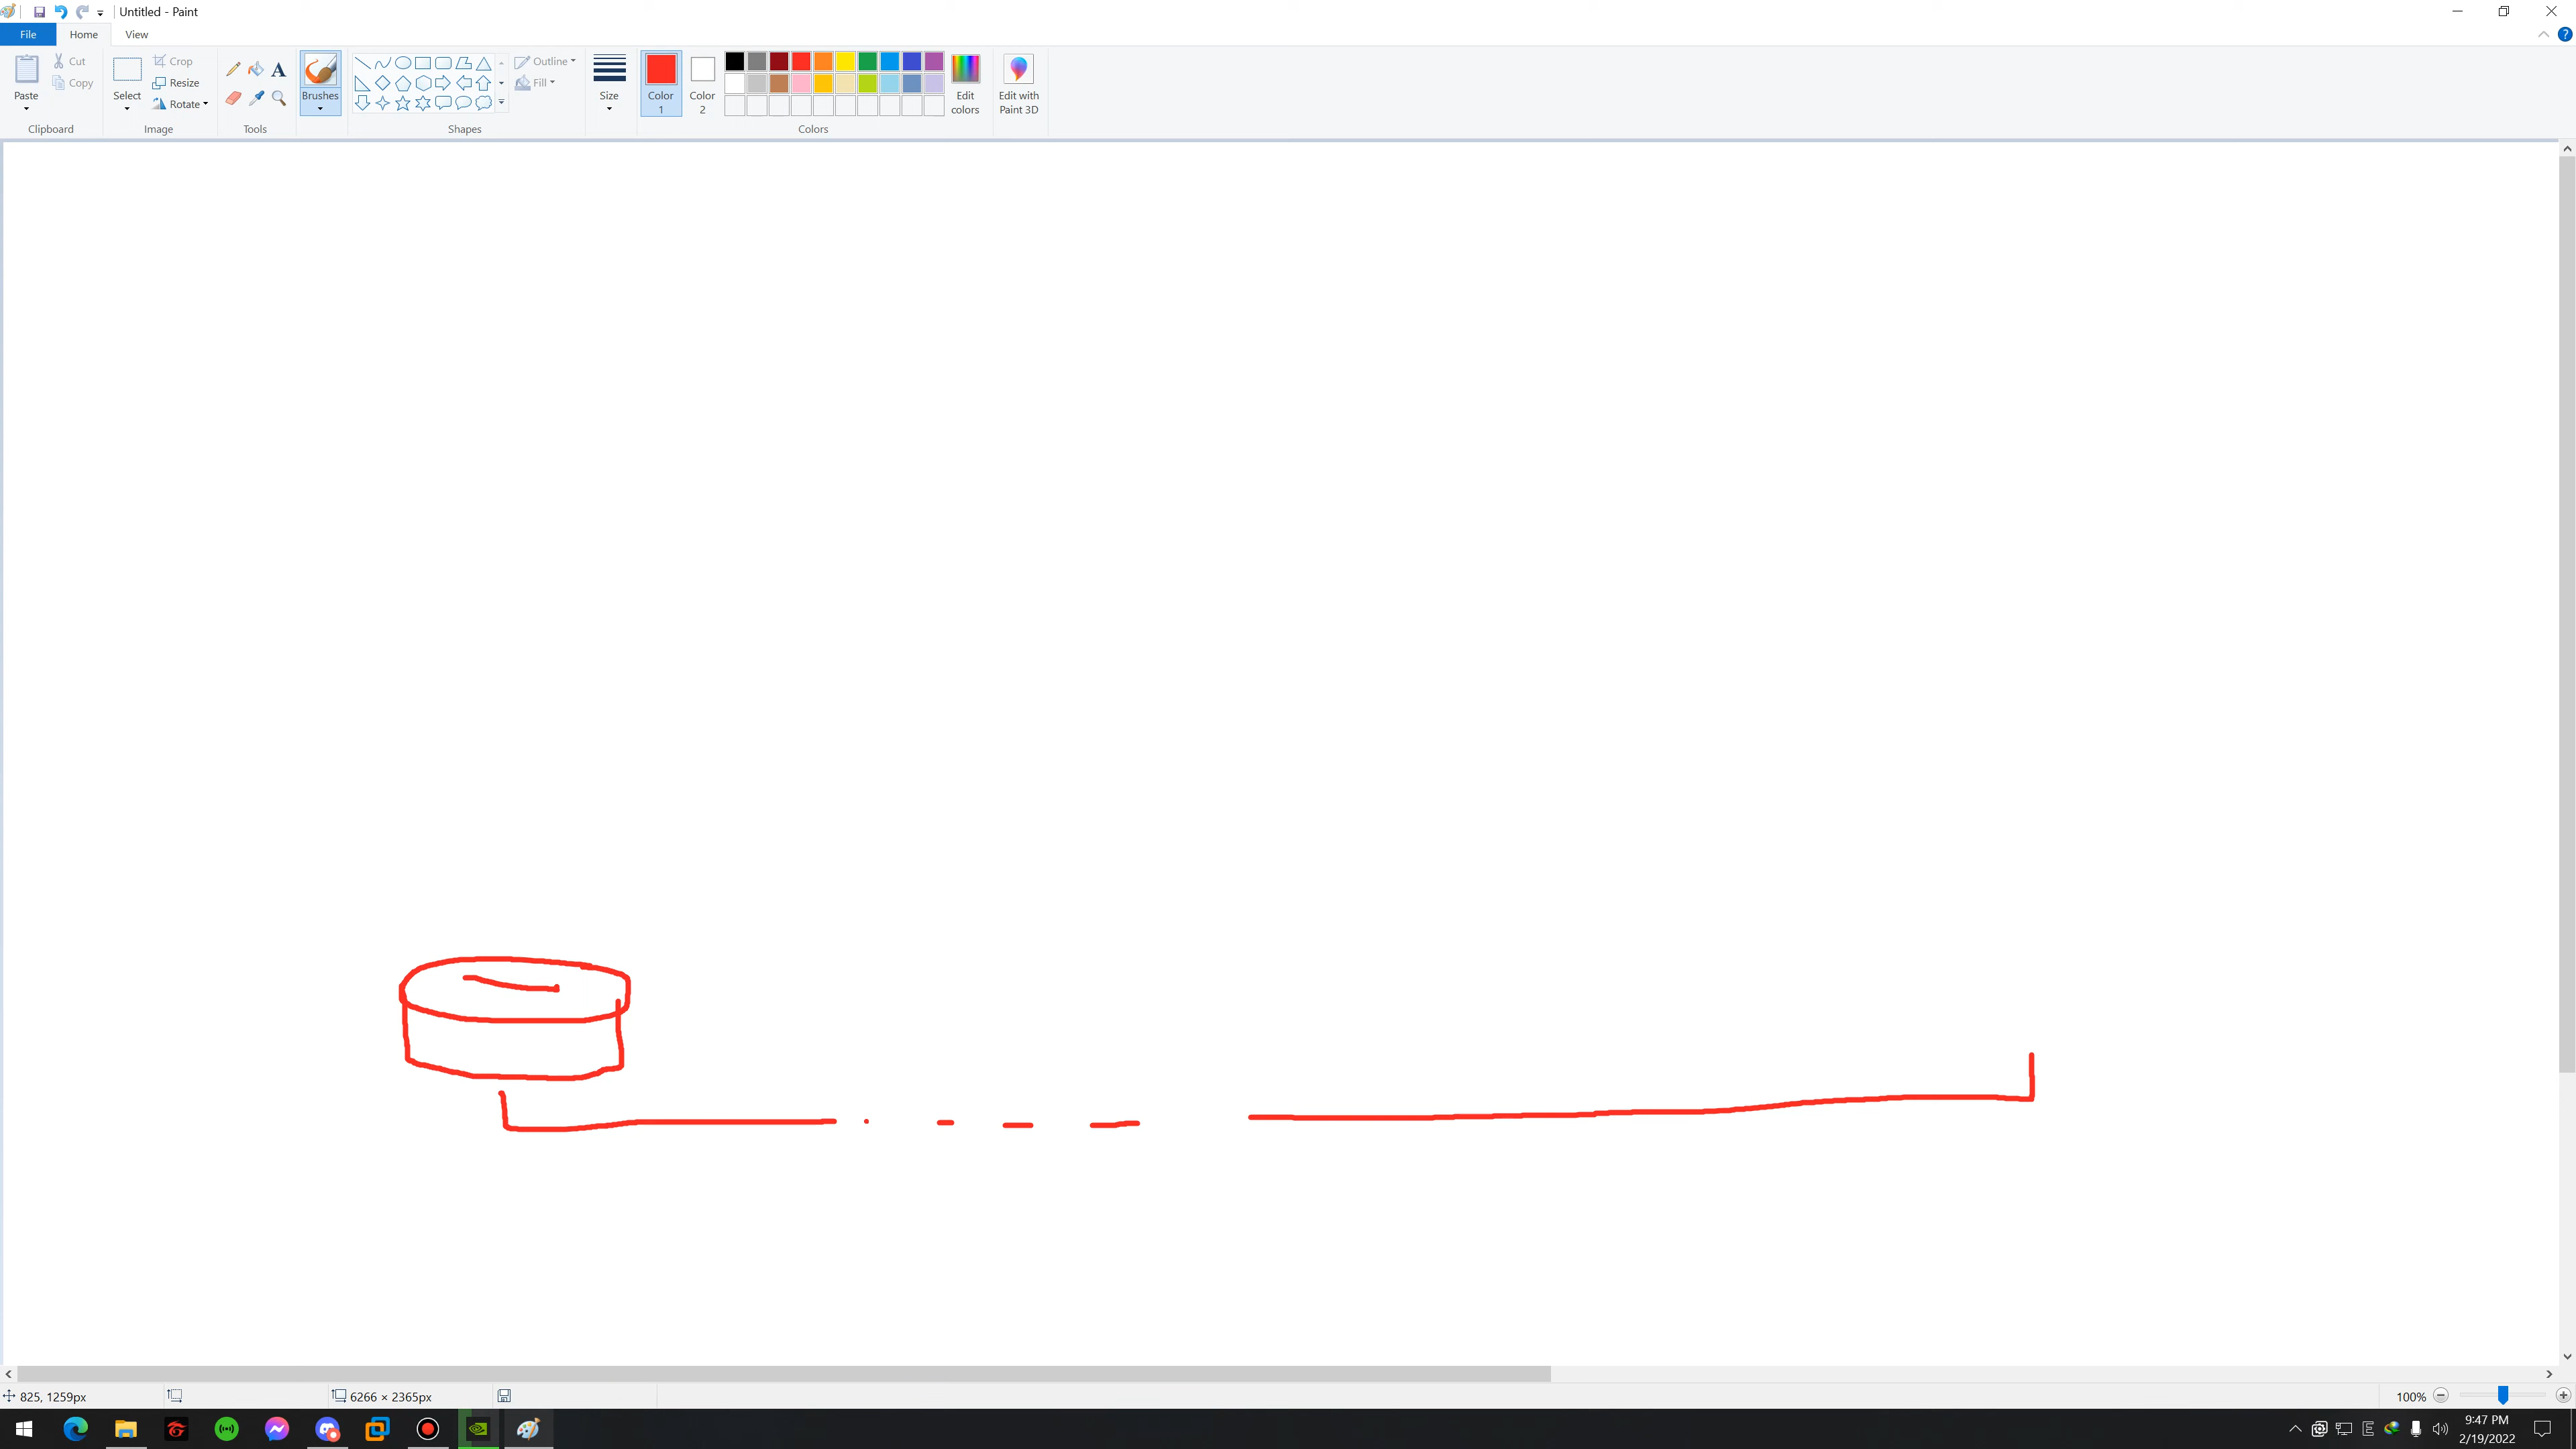 Untitled - Paint
File Home View
Paste Cut Copy Select Crop Resize Rotate Brushes Outline Fill Size Color 1 Color 2 Edit colors Edit with Paint 3D
Clipboard Image Tools Shapes Colors
825, 1259px 6266 × 2365px 100%
9:47 PM
2/19/2022